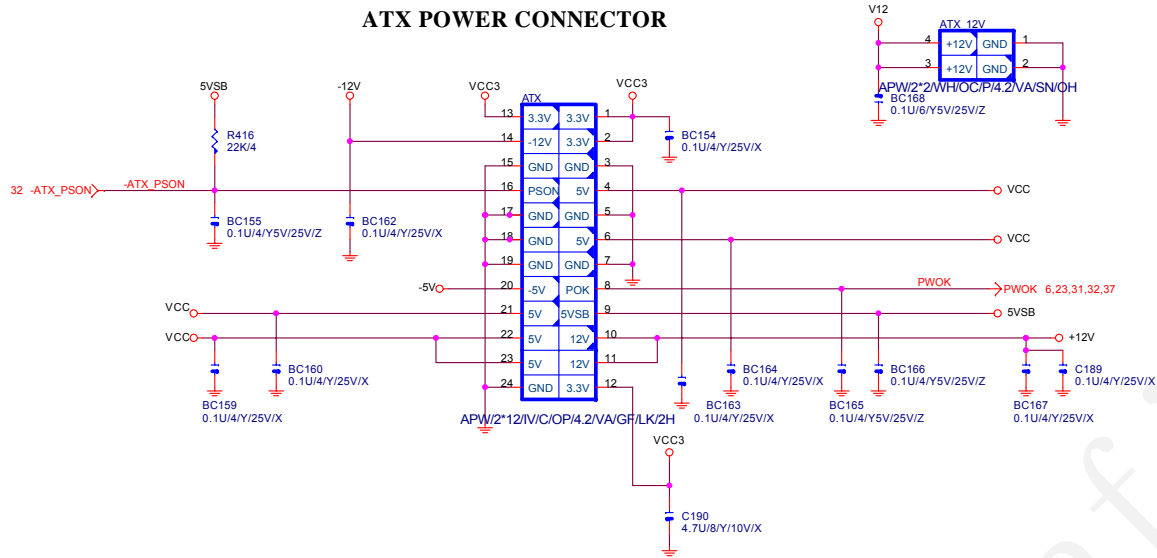 ATX POWER CONNECTOR
V12
ATX_12V
4 +12V GND 1
3 +12V GND 2
APW/2*2/WH/OC/P/4.2/VA/SN/OH
BC168
0.1U/6/Y5V/25V/Z
5VSB
-12V
VCC3
VCC3
R416
22K/4
ATX
13 3.3V 3.3V 1
14 -12V 3.3V 2
15 GND GND 3
16 PSON 5V 4
17 GND GND 5
18 GND 5V 6
19 GND GND 7
20 -5V POK 8
21 5V 5VSB 9
22 5V 12V 10
23 5V 12V 11
24 GND 3.3V 12
APW/2*12/IV/C/OP/4.2/VA/GF/LK/2H
BC154
0.1U/4/Y/25V/X
32 -ATX_PSON
-ATX_PSON
VCC
BC155
0.1U/4/Y5V/25V/Z
BC162
0.1U/4/Y/25V/X
VCC
-5V
PWOK
PWOK 6,23,31,32,37
VCC
5VSB
VCC
+12V
BC160
0.1U/4/Y/25V/X
BC159
0.1U/4/Y/25V/X
BC164
0.1U/4/Y/25V/X
BC166
0.1U/4/Y5V/25V/Z
C189
0.1U/4/Y/25V/X
BC163
0.1U/4/Y/25V/X
BC165
0.1U/4/Y5V/25V/Z
BC167
0.1U/4/Y/25V/X
VCC3
C190
4.7U/8/Y/10V/X